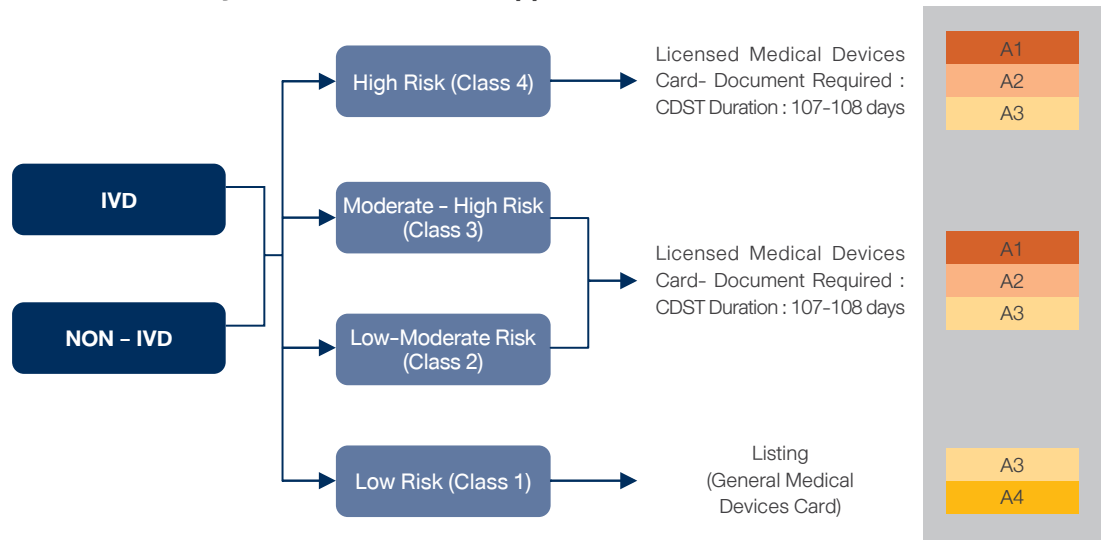 High Risk (Class 4)
Licensed Medical Devices
Card- Document Required :
CDST Duration : 107-108 days
A1
A2
A3
IVD
NON - IVD
Moderate - High Risk
(Class 3)
Low-Moderate Risk
(Class 2)
Licensed Medical Devices
Card- Document Required :
CDST Duration : 107-108 days
A1
A2
A3
Low Risk (Class 1)
Listing
(General Medical
Devices Card)
A3
A4